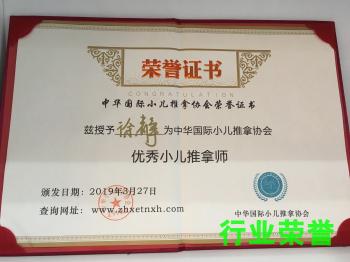 荣誉证书
CONGRATULATION
中华国际小儿推拿协会荣誉证书
兹授予徐辥为中华国际小儿推拿协会
优秀小儿推拿师
颁发日期：2019年3月27日
查询网址：www.zhxetnxh.com
中华国际小儿推拿协会
行业荣誉